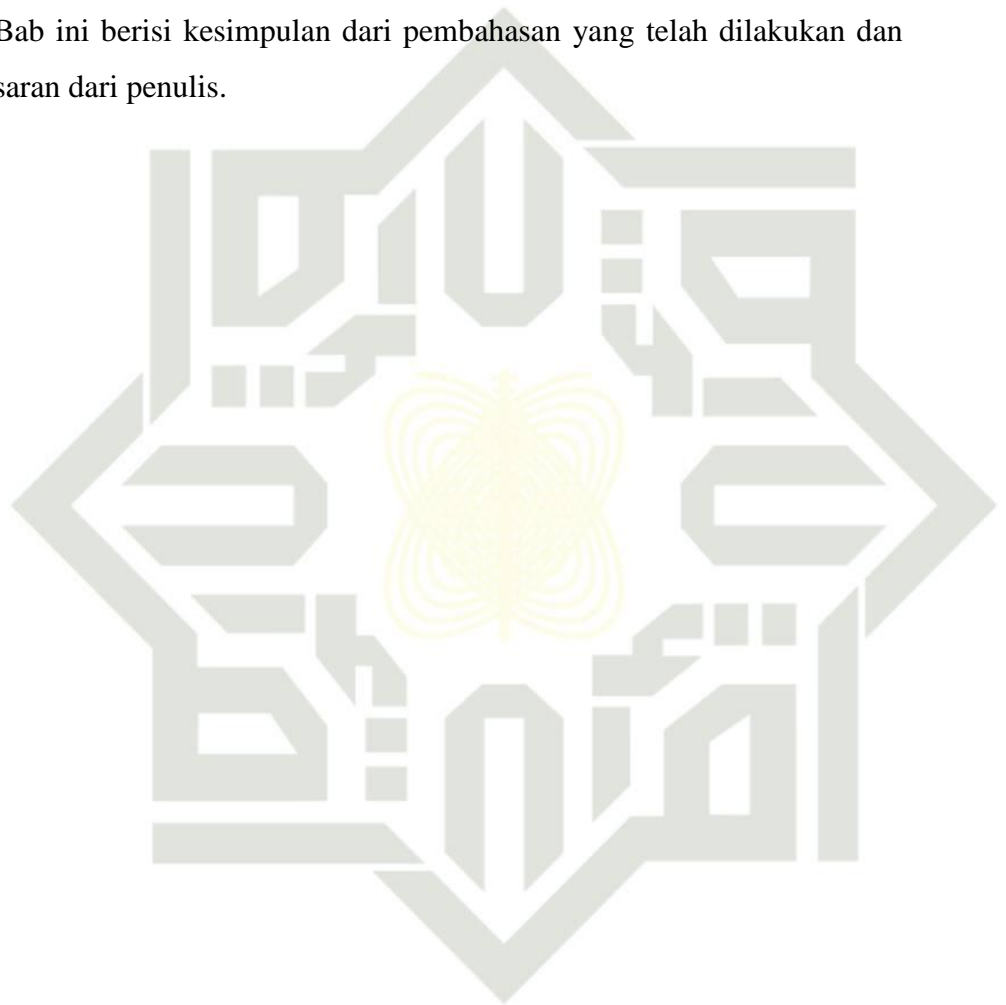 Bab ini berisi kesimpulan dari pembahasan yang telah dilakukan dan
saran dari penulis.